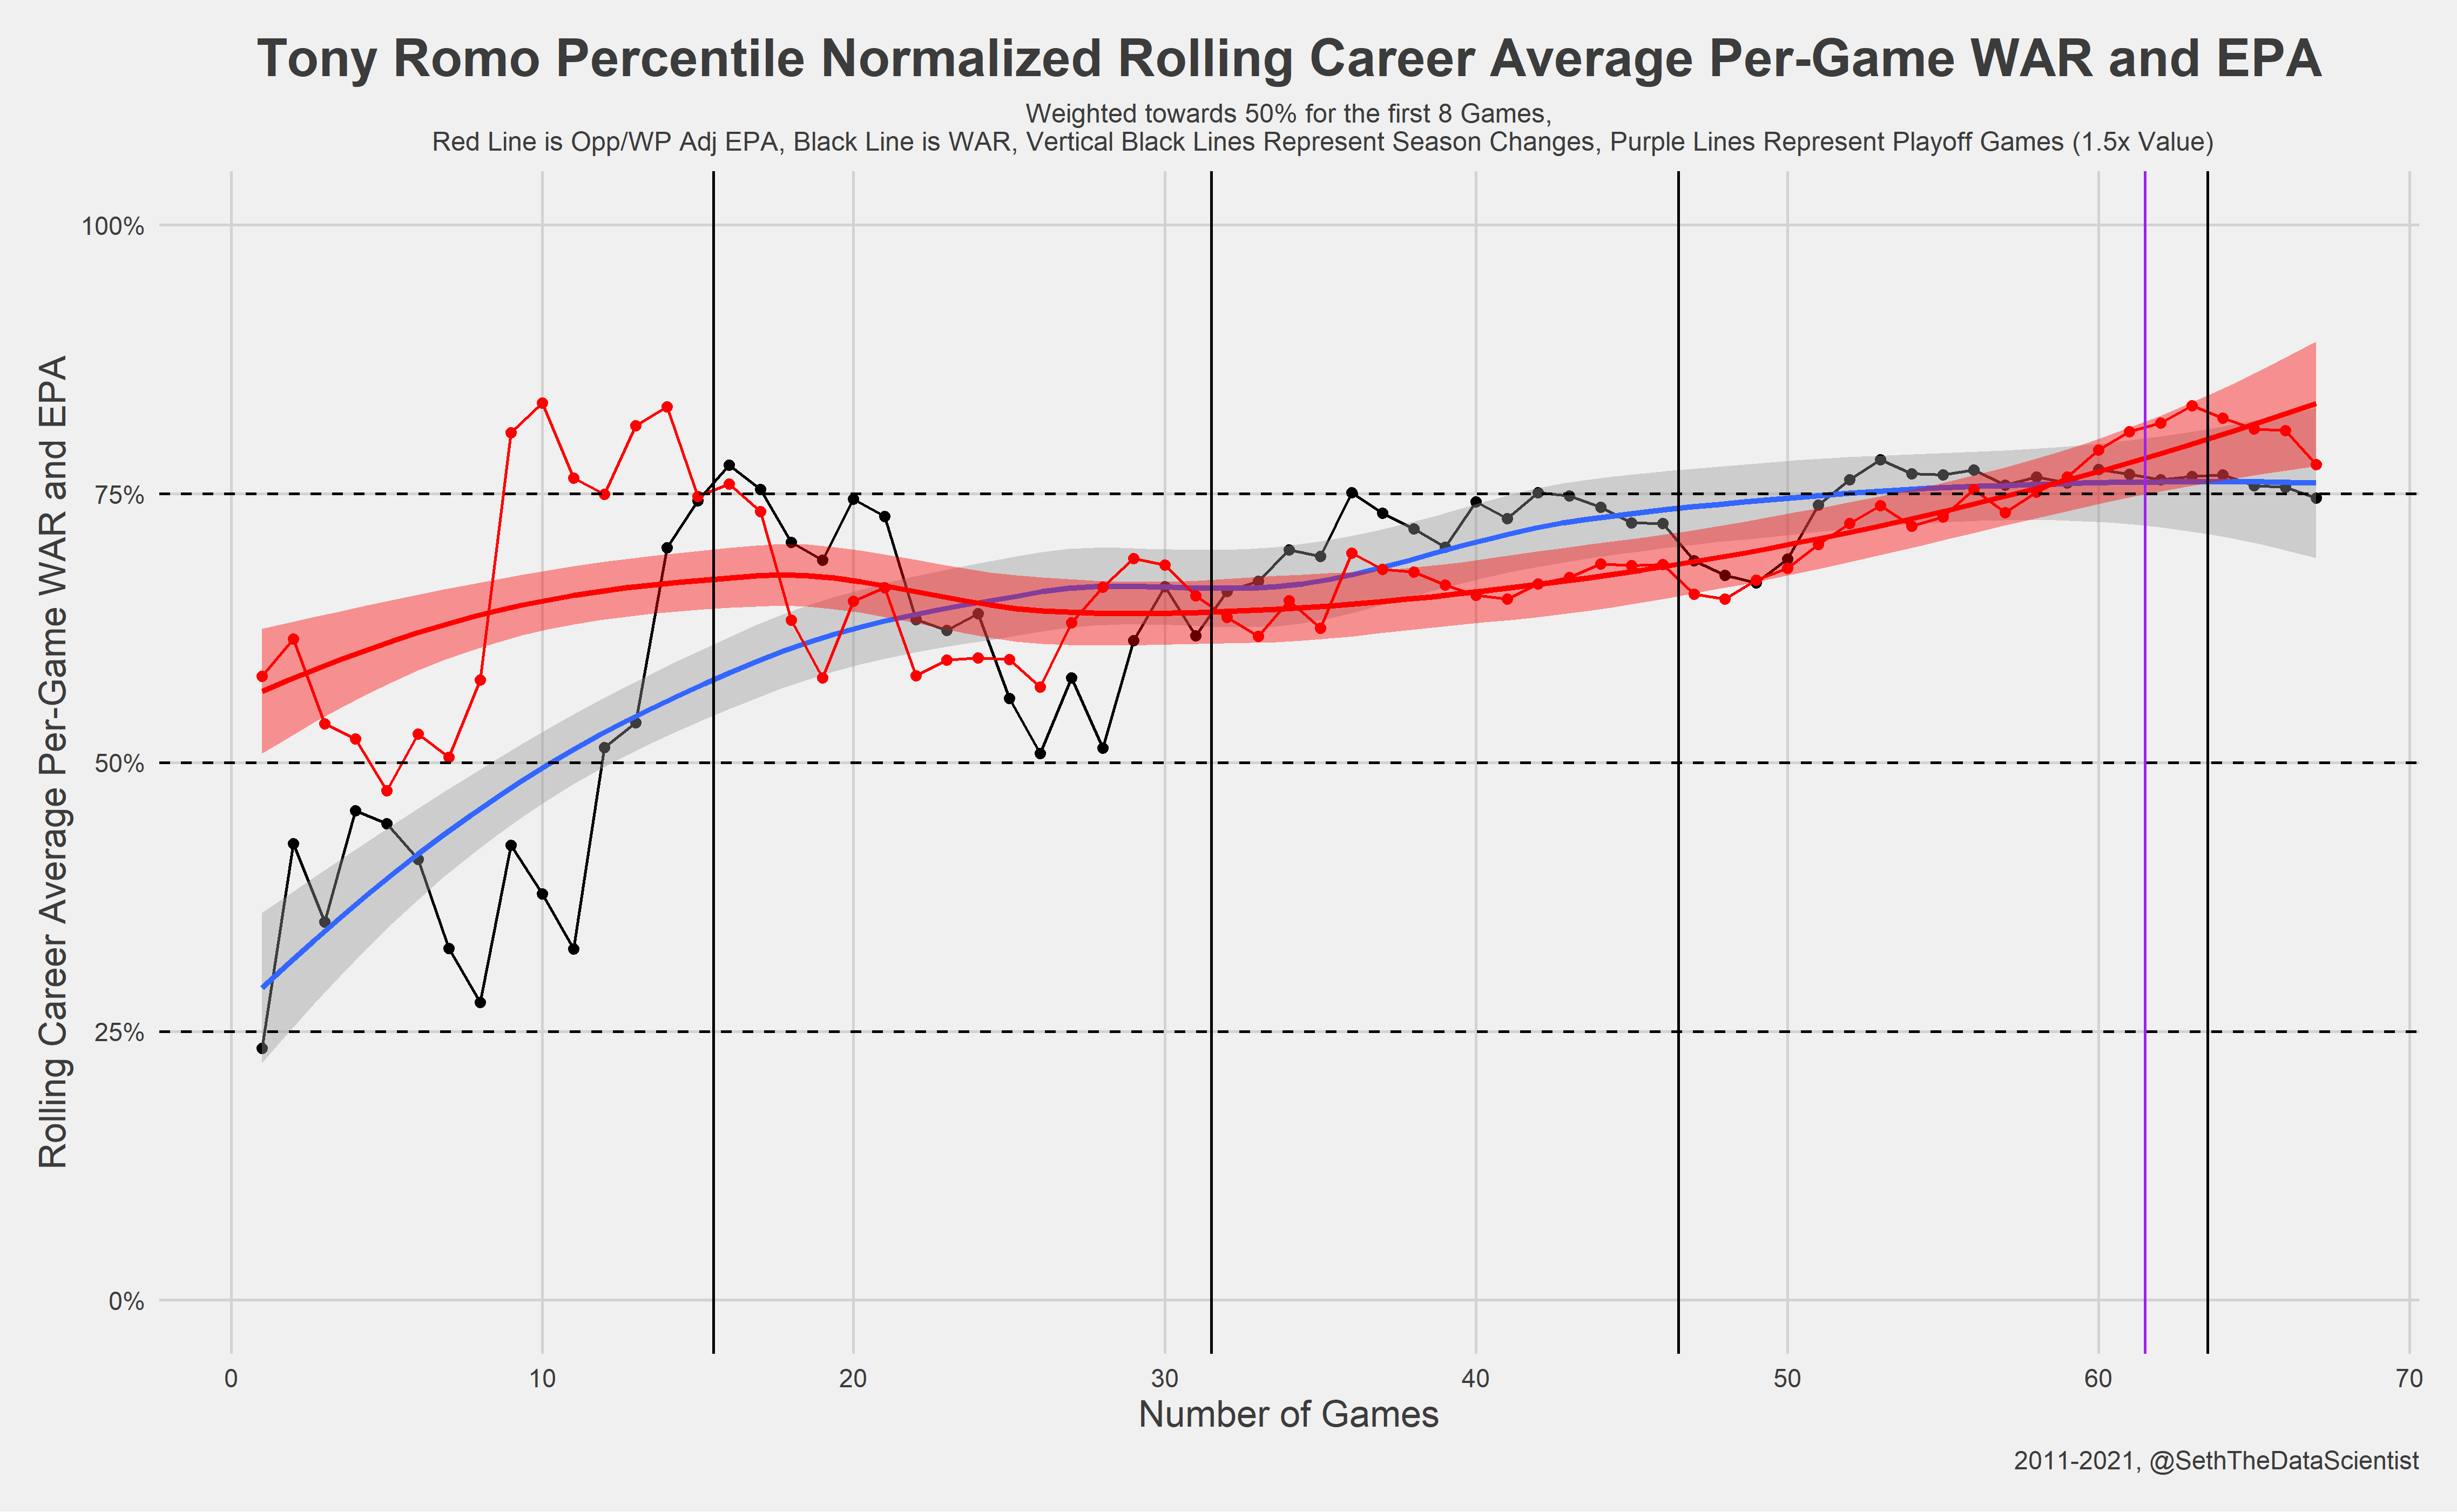 Tony Romo Percentile Normalized Rolling Career Average Per-Game WAR and EPA
Weighted towards 50% for the first 8 Games,
Red Line is Opp/WP Adj EPA, Black Line is WAR, Vertical Black Lines Represent Season Changes, Purple Lines Represent Playoff Games (1.5x Value)
Rolling Career Average Per-Game WAR and EPA
100%
75%
50%
25%
0%
0 10 20 30 40 50 60 70
Number of Games
2011-2021, @SethTheDataScientist